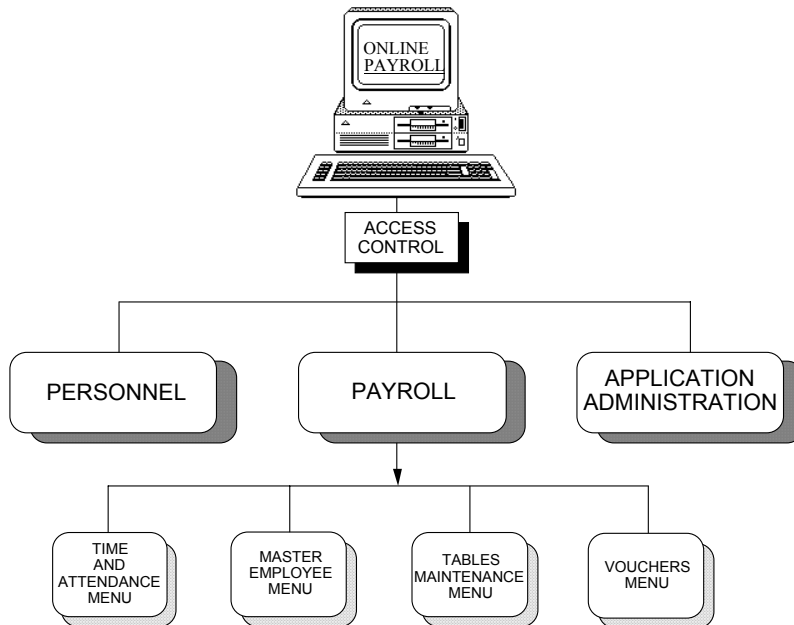 ONLINE
PAYROLL
ACCESS
CONTROL
PERSONNEL
PAYROLL
APPLICATION
ADMINISTRATION
TIME
AND
ATTENDANCE
MENU
MASTER
EMPLOYEE
MENU
TABLES
MAINTENANCE
MENU
VOUCHERS
MENU